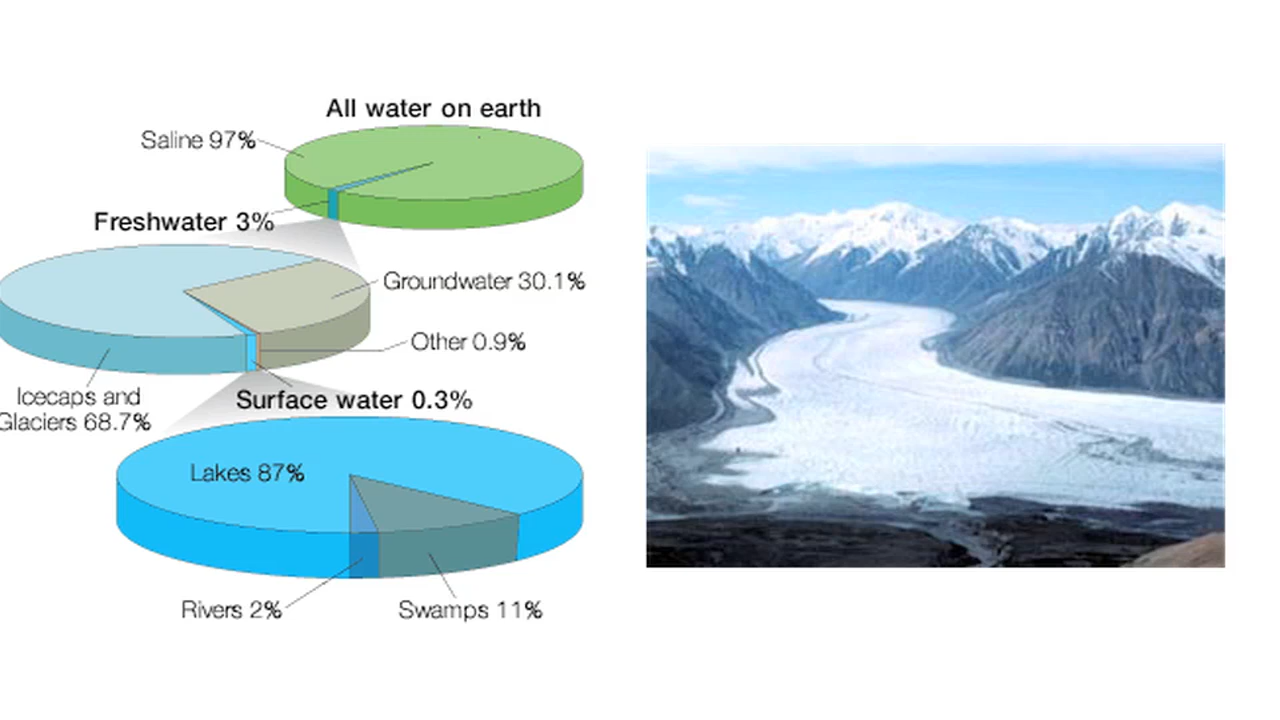 All water on earth
Saline 97%
Freshwater 3%
Groundwater 30.1%
Other 0.9%
Icecaps and
Glaciers 68.7%
Surface water 0.3%
Lakes 87%
Rivers 2%
Swamps 11%